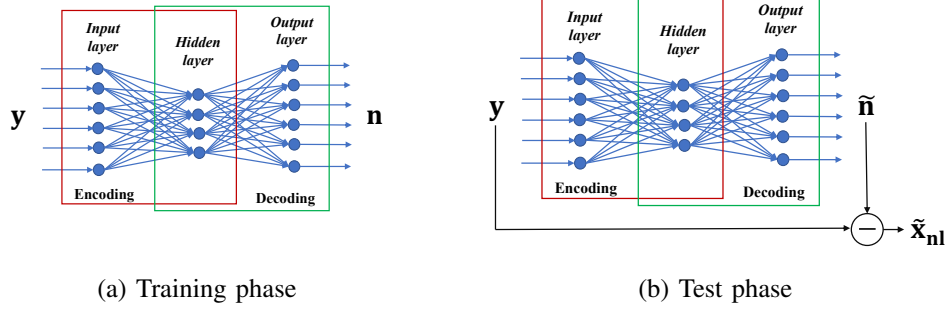 Input
layer
Hidden
layer
Output
layer
y
n
Encoding
Decoding
(a) Training phase
Input
layer
Hidden
layer
Output
layer
y
ñ
Encoding
Decoding
−
x̃nl
(b) Test phase